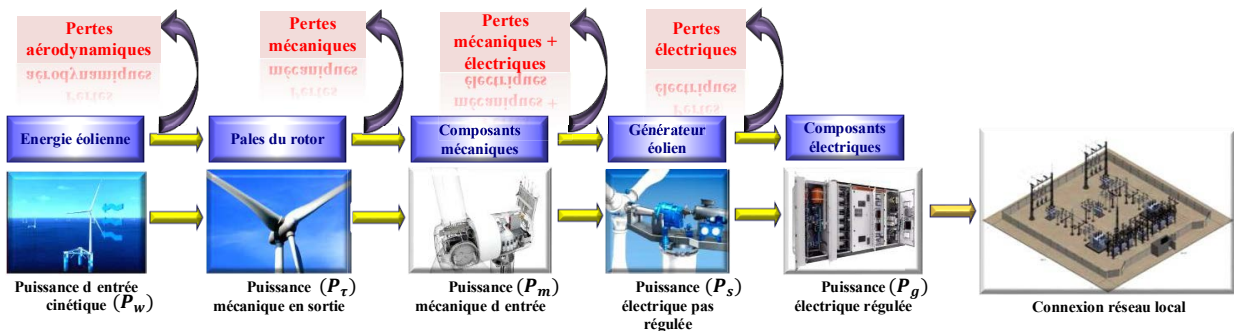 Pertes
aérodynamiques
Pertes
mécaniques
Pertes
mécaniques +
électriques
Pertes
électriques
Energie éolienne
Pales du rotor
Composants
mécaniques
Générateur
éolien
Composants
électriques
Puissance d entrée
cinétique (P_w)
Puissance (P_τ)
mécanique en sortie
Puissance (P_m)
mécanique d entrée
Puissance (P_s)
électrique pas
régulée
Puissance (P_g)
électrique régulée
Connexion réseau local